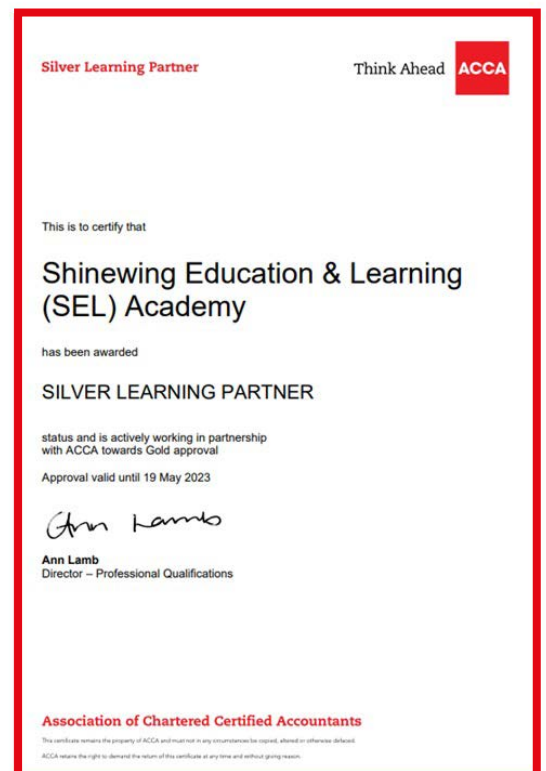 Silver Learning Partner
Think Ahead ACCA
This is to certify that
Shinewing Education & Learning
(SEL) Academy
has been awarded
SILVER LEARNING PARTNER
status and is actively working in partnership
with ACCA towards Gold approval
Approval valid until 19 May 2023
Ann Lamb
Ann Lamb
Director – Professional Qualifications
Association of Chartered Certified Accountants
This certificate remains the property of ACCA and must not in any circumstances be copied, altered or otherwise defaced.
ACCA retains the right to demand the return of this certificate at any time and without giving reason.